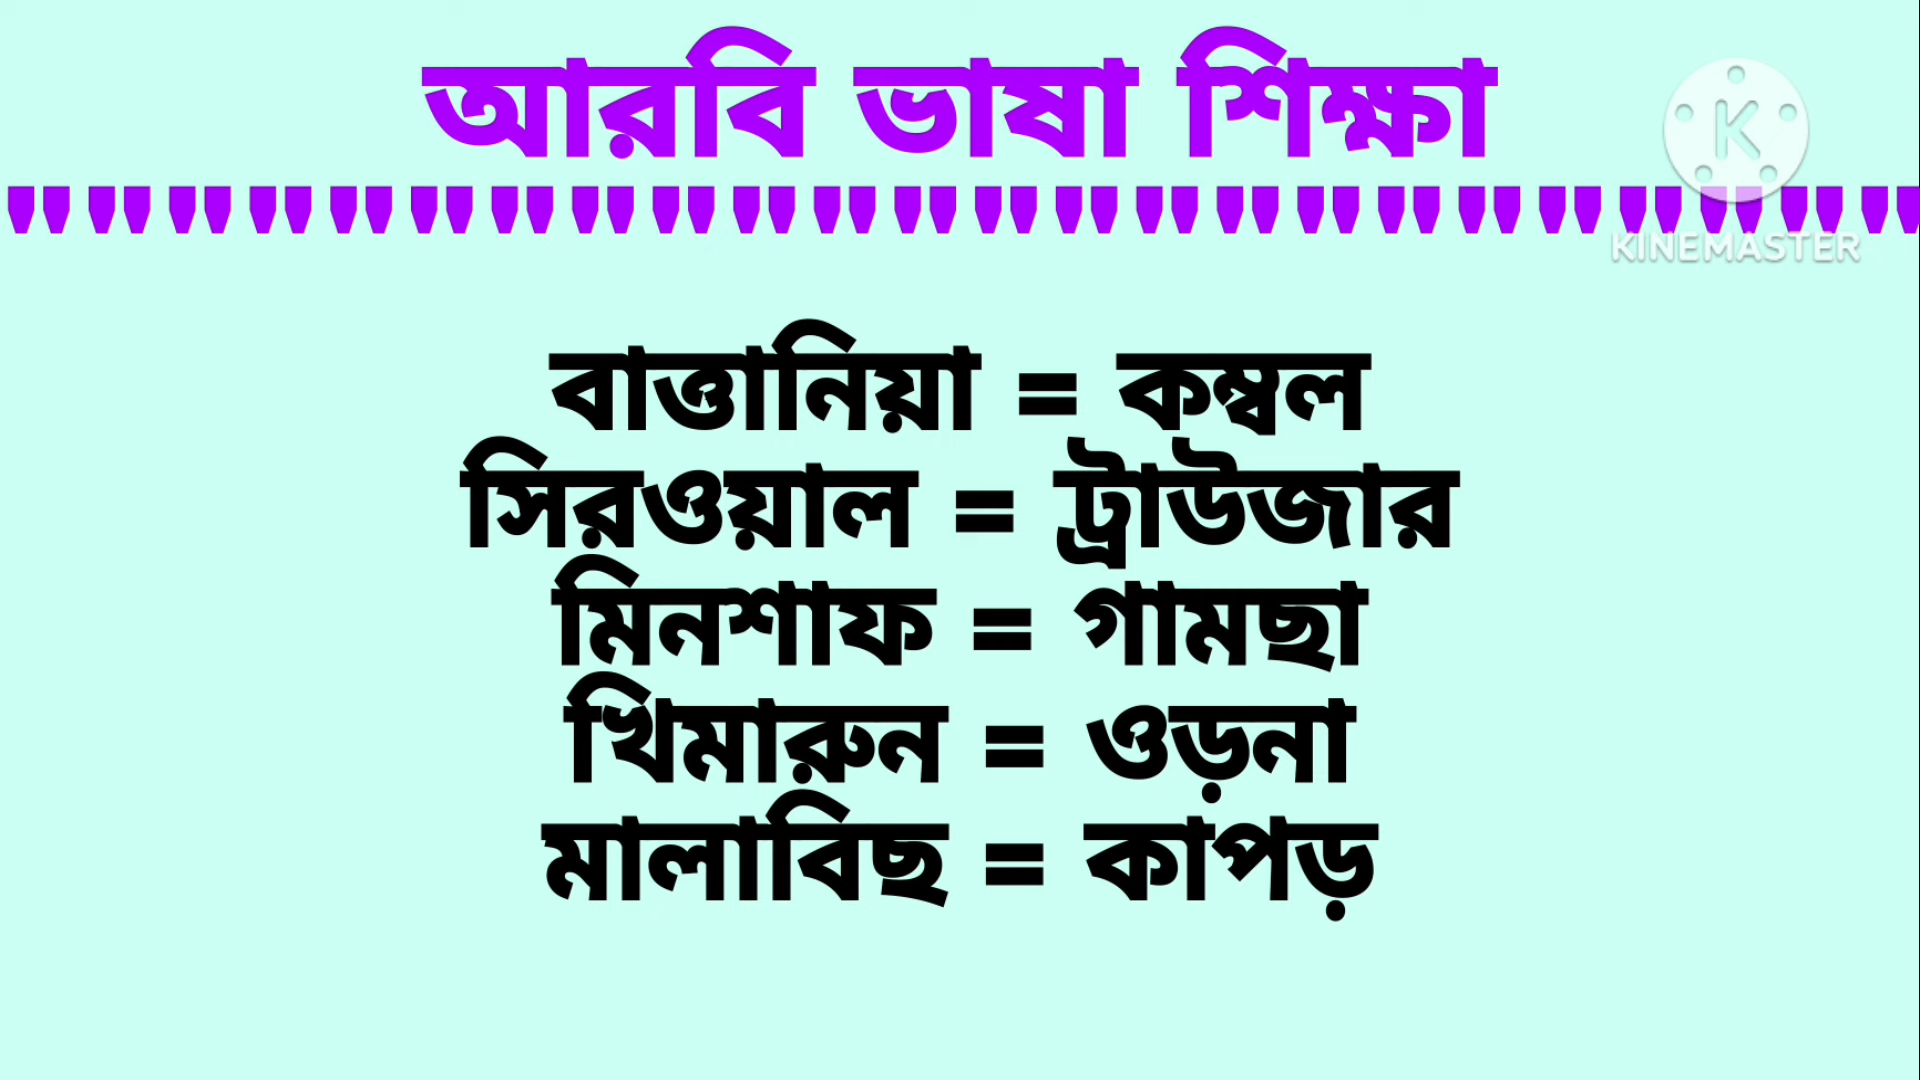 আরবি ভাষা শিক্ষা
""""""""""""""""""""""""
KINEMASTER
বাত্তানিয়া = কম্বল
সিরওয়াল = ট্রাউজার
মিনশাফ = গামছা
খিমারুন = ওড়না
মালাবিছ = কাপড়